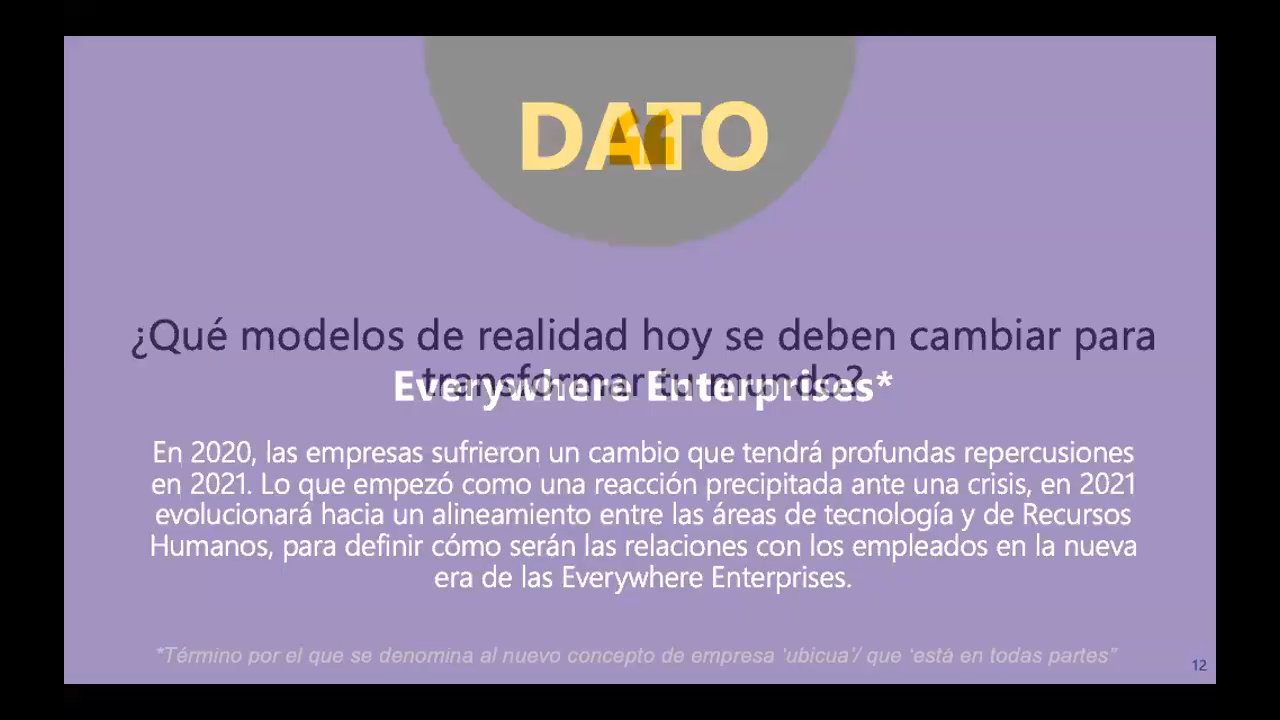 DATO
“
¿Qué modelos de realidad hoy se deben cambiar para
transformar tu mundo?
Everywhere Enterprises*
En 2020, las empresas sufrieron un cambio que tendrá profundas repercusiones
en 2021. Lo que empezó como una reacción precipitada ante una crisis, en 2021
evolucionará hacia un alineamiento entre las áreas de tecnología y de Recursos
Humanos, para definir cómo serán las relaciones con los empleados en la nueva
era de las Everywhere Enterprises.
*Término por el que se denomina al nuevo concepto de empresa ‘ubicua’/ que ‘está en todas partes”
12